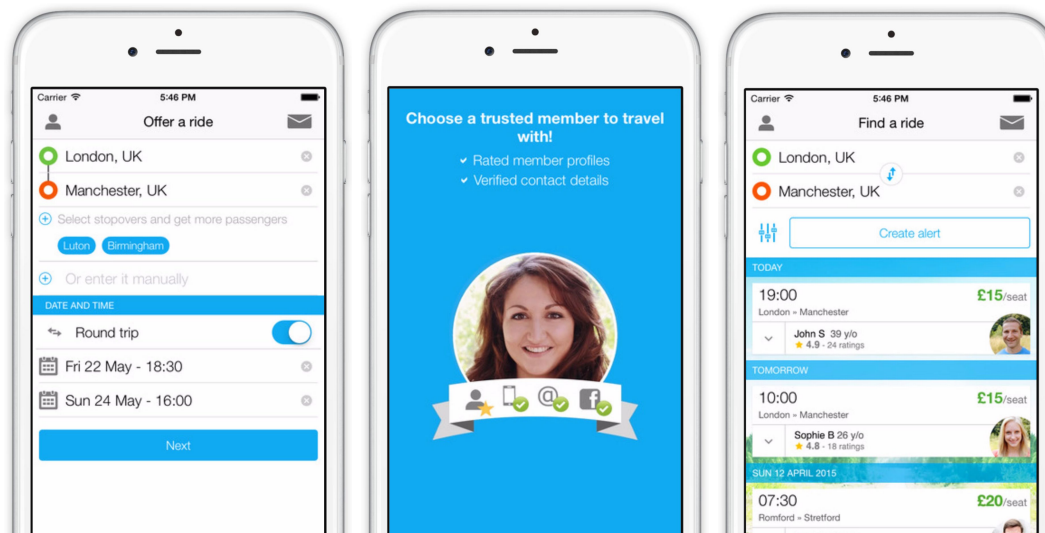 Carrier 5:46 PM
Offer a ride
London, UK
Manchester, UK
Select stopovers and get more passengers
Luton Birmingham
Or enter it manually
DATE AND TIME
Round trip
Fri 22 May - 18:30
Sun 24 May - 16:00
Next
Choose a trusted member to travel
with!
Rated member profiles
Verified contact details
@ f
Carrier 5:46 PM
Find a ride
London, UK
Manchester, UK
Create alert
TODAY
19:00 £15/seat
London » Manchester
John S 39 y/o
4.9 - 24 ratings
TOMORROW
10:00 £15/seat
London » Manchester
Sophie B 26 y/o
4.8 - 18 ratings
SUN 12 APRIL 2015
07:30 £20/seat
Romford » Stretford